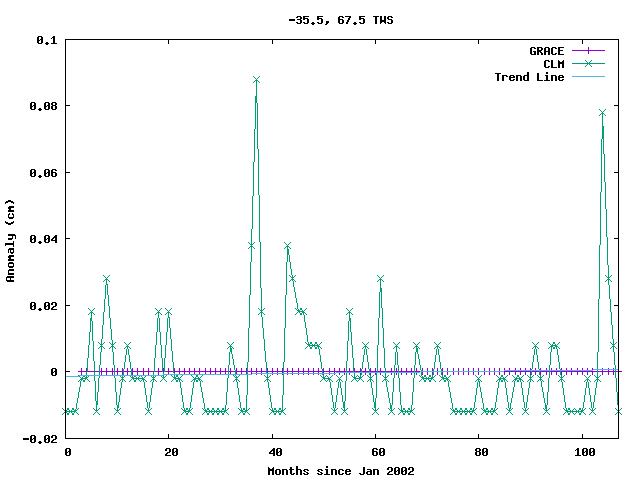 -35.5, 67.5 TWS
GRACE
CLM
Trend Line
0.1
0.08
0.06
0.04
0.02
0
-0.02
Anomaly (cm)
0 20 40 60 80 100
Months since Jan 2002